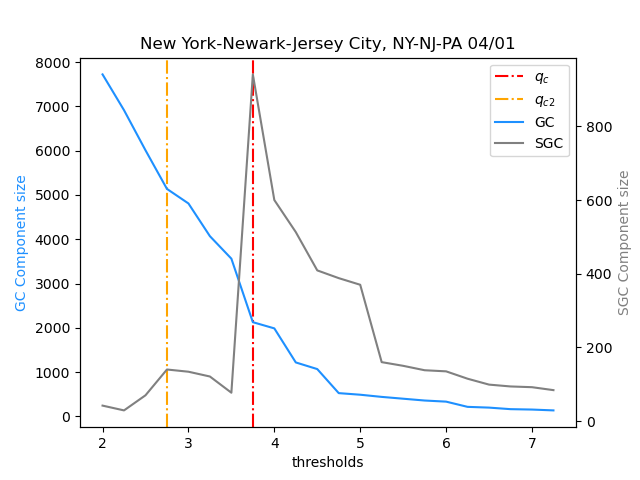 New York-Newark-Jersey City, NY-NJ-PA 04/01
GC Component size
8000
7000
6000
5000
4000
3000
2000
1000
0
q_c
q_{c2}
GC
SGC
800
600
400
200
0
SGC Component size
2
3
4
5
6
7
thresholds